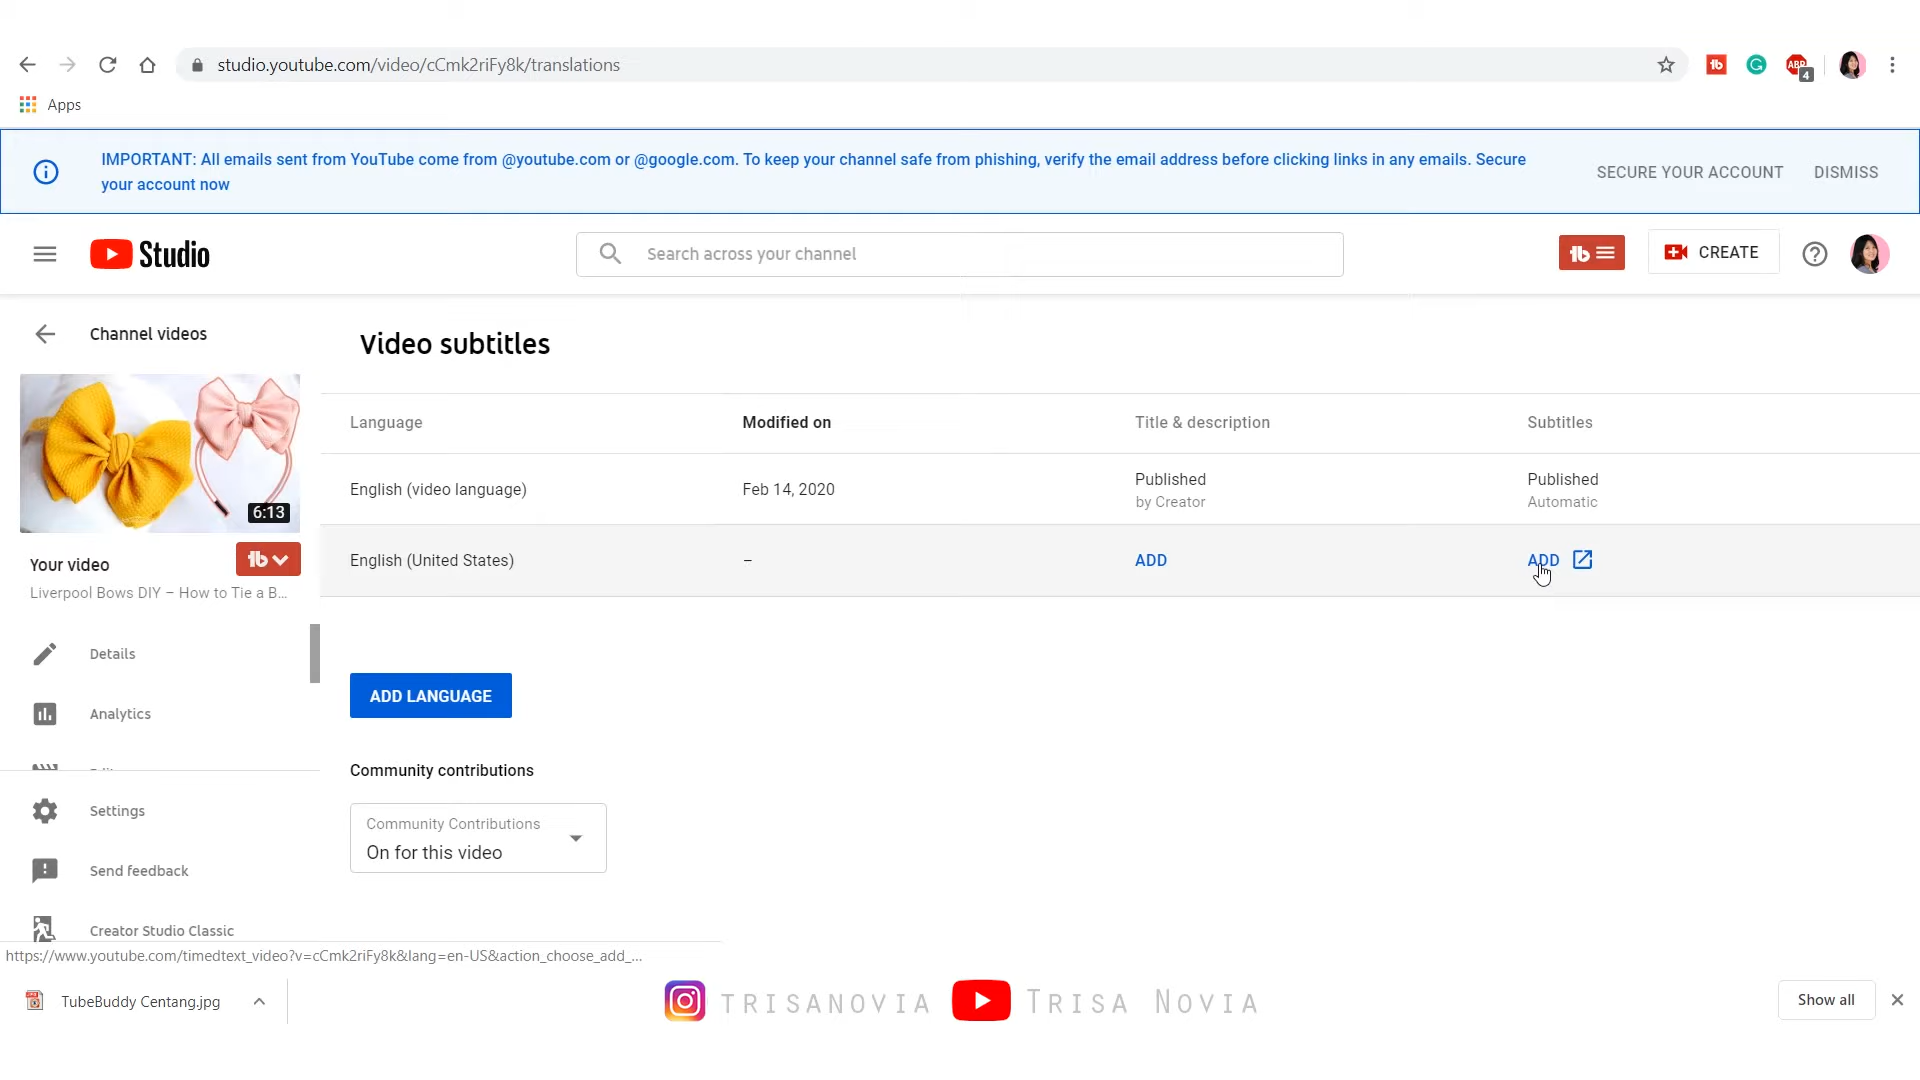 studio.youtube.com/video/cCmk2riFy8k/translations
ABP
4
Apps
IMPORTANT: All emails sent from YouTube come from @youtube.com or @google.com. To keep your channel safe from phishing, verify the email address before clicking links in any emails. Secure
your account now
SECURE YOUR ACCOUNT
DISMISS
Studio
Search across your channel
CREATE
Channel videos
Video subtitles
Language
Modified on
Title & description
Subtitles
English (video language)
Feb 14, 2020
Published
by Creator
Published
Automatic
6:13
English (United States)
–
ADD
ADD
Your video
Liverpool Bows DIY – How to Tie a B...
Details
ADD LANGUAGE
Analytics
Community contributions
Settings
Community Contributions
On for this video
Send feedback
Creator Studio Classic
https://www.youtube.com/timedtext_video?v=cCmk2riFy8k&lang=en-US&action_choose_add_...
TubeBuddy Centang.jpg
TRISANOVIA
TRISA NOVIA
Show all